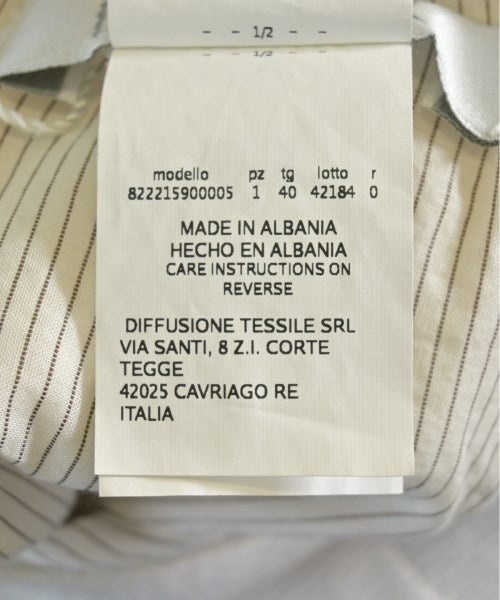 - - 1/2 - -
- - 1/2 - -
modello pz tg lotto r
822215900005 1 40 42184 0
MADE IN ALBANIA
HECHO EN ALBANIA
CARE INSTRUCTIONS ON
REVERSE
DIFFUSIONE TESSILE SRL
VIA SANTI, 8 Z.I. CORTE
TEGGE
42025 CAVRIAGO RE
ITALIA